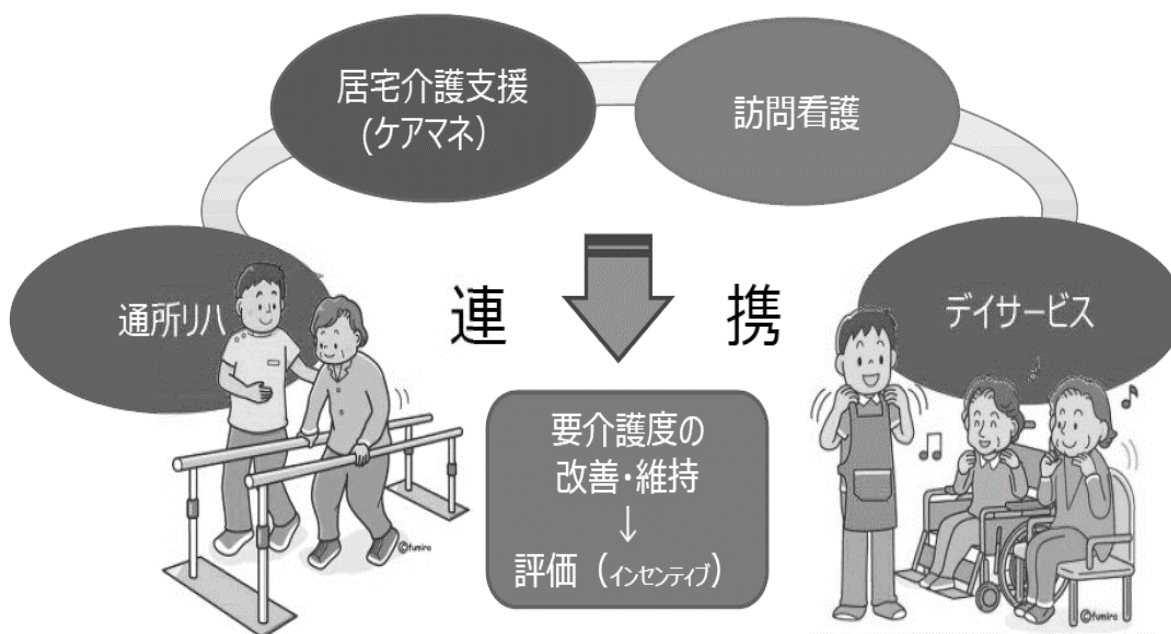 居宅介護支援
(ケアマネ）
訪問看護
通所リハ
連
携
デイサービス
要介護度の
改善・維持
↓
評価（インセンティブ）
©fumira
©fumira